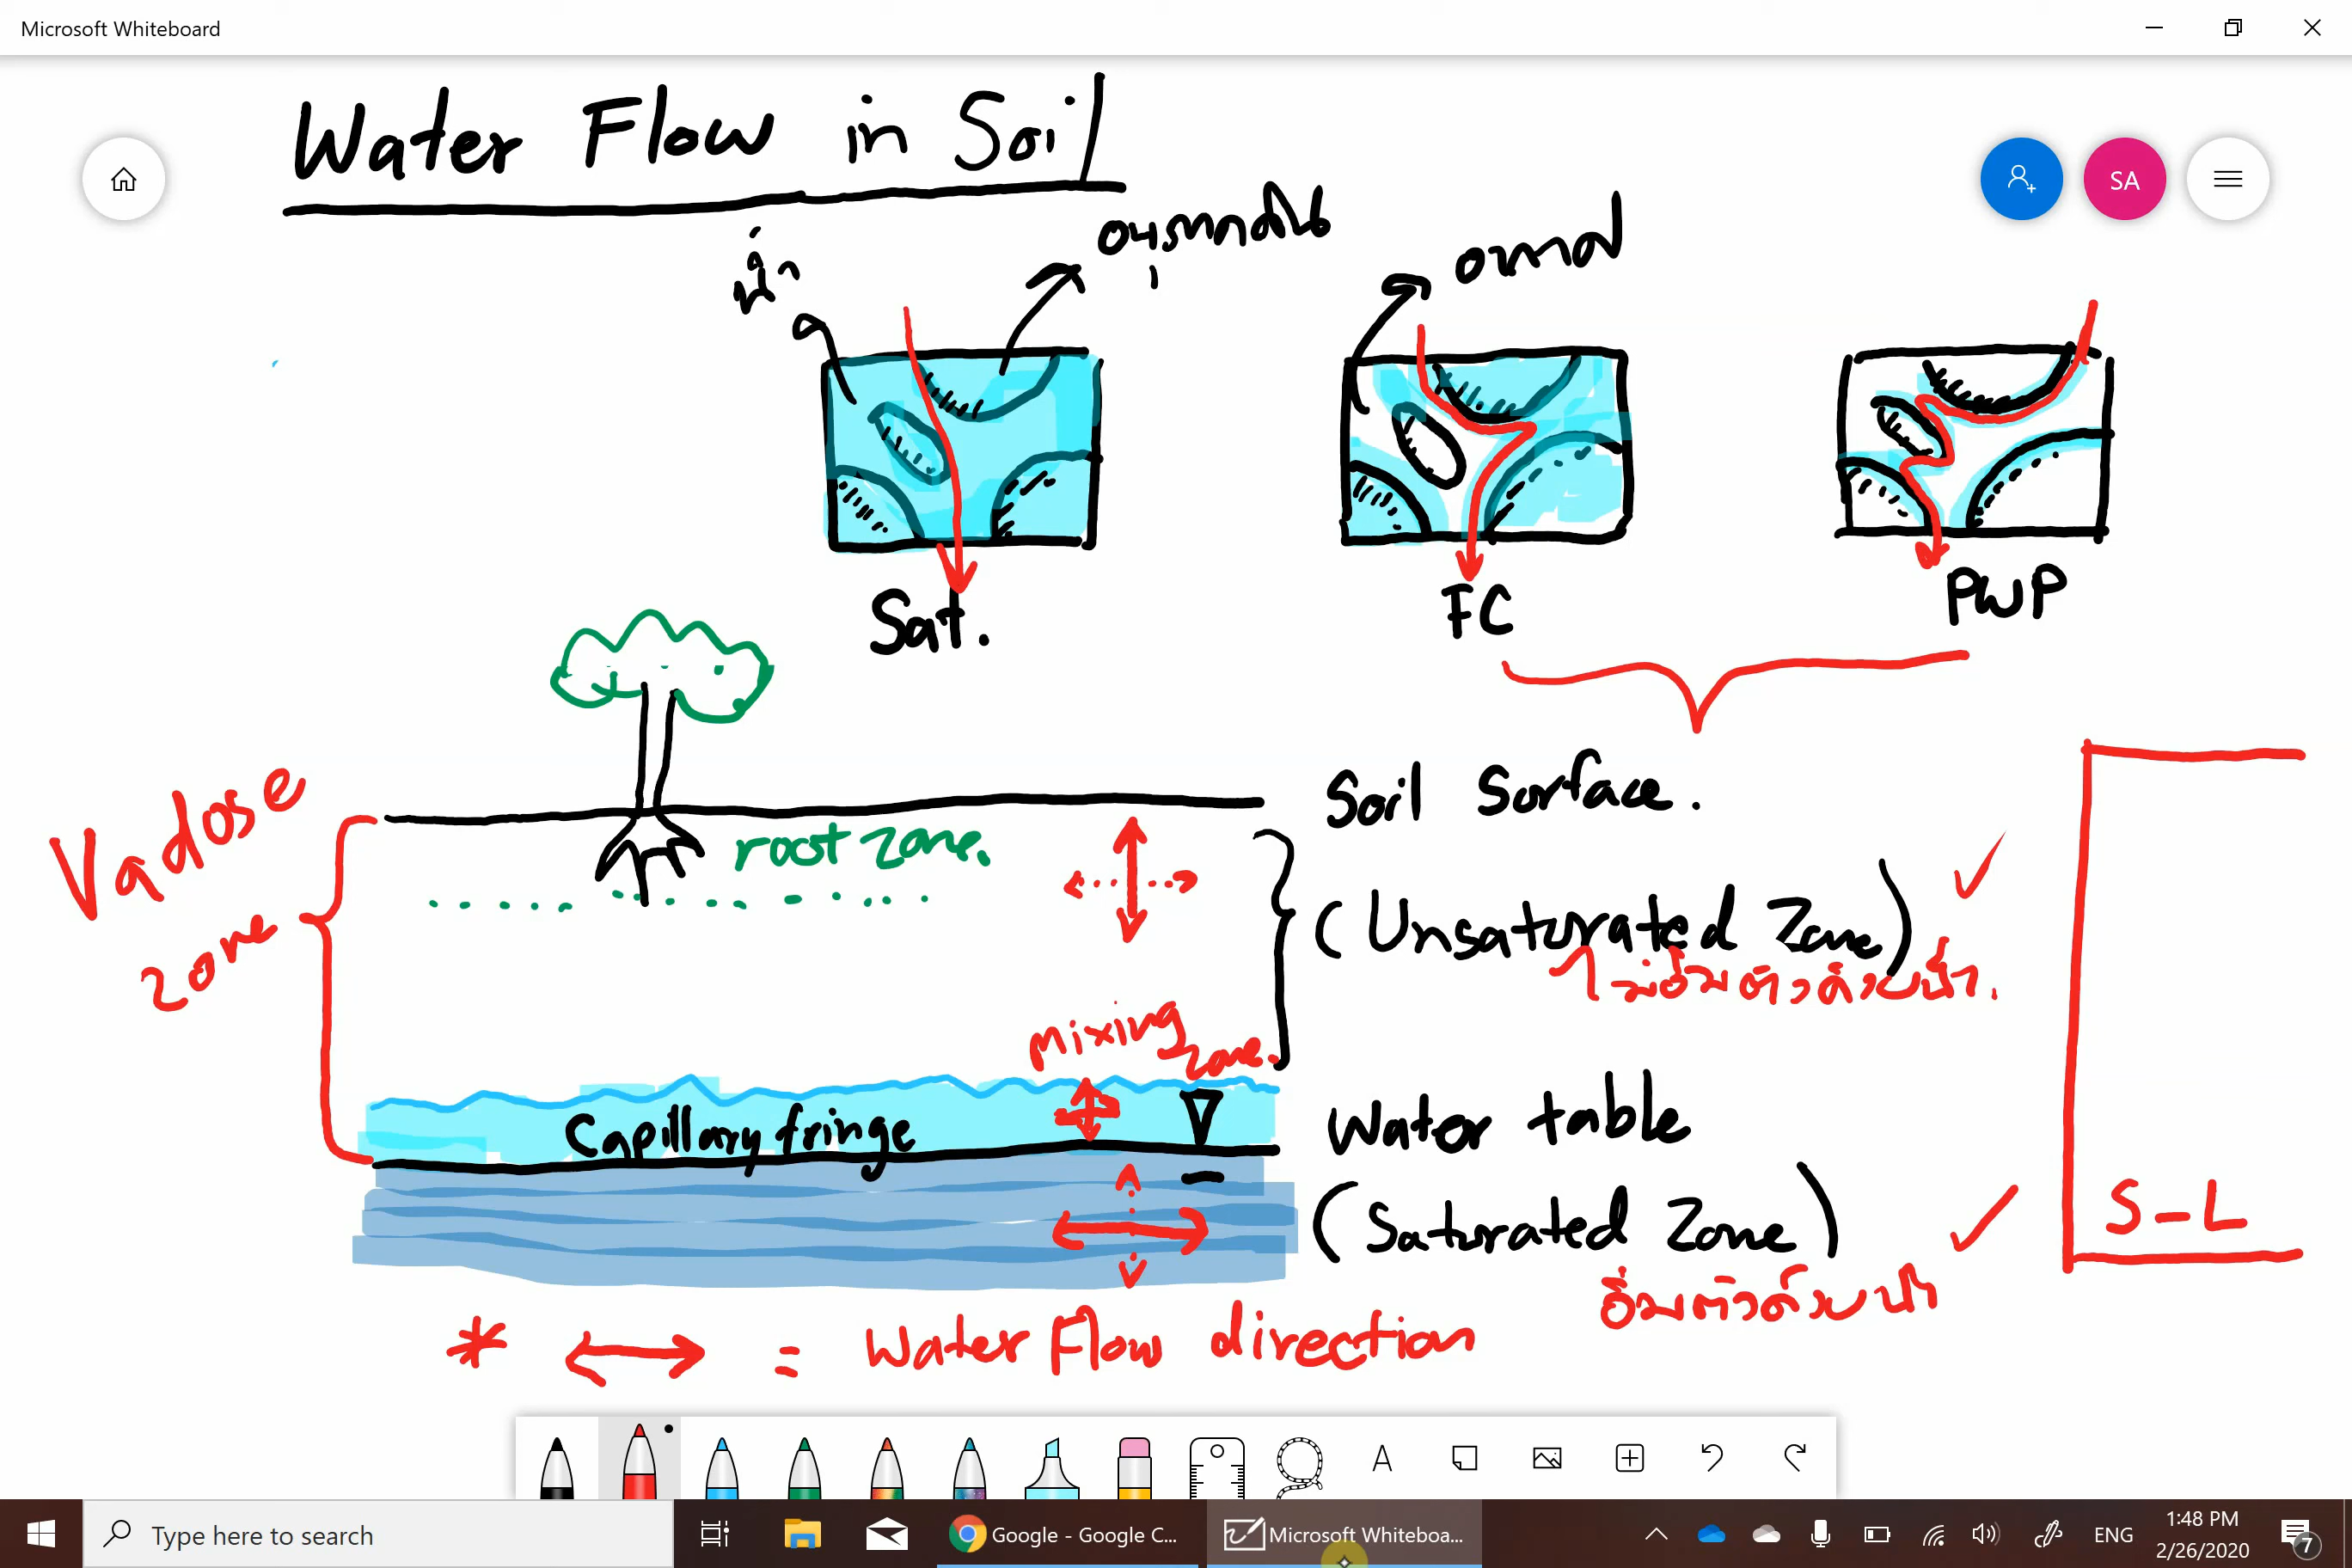 Microsoft Whiteboard
Water Flow in Soil
SA
น้ำ
อนุภาคดิน
อากาศ
Sat.
FC
PWP
Vadose
zone
root zone.
Soil Surface.
(Unsaturated Zone)
ไม่อิ่มตัวด้วยน้ำ.
mixing
zone.
Capillary fringe
Water table
(Saturated Zone)
อิ่มตัวด้วยน้ำ
S-L
* ↔ = Water Flow direction
A
Type here to search
Google - Google C...
Microsoft Whiteboa...
ENG
1:48 PM
2/26/2020
7